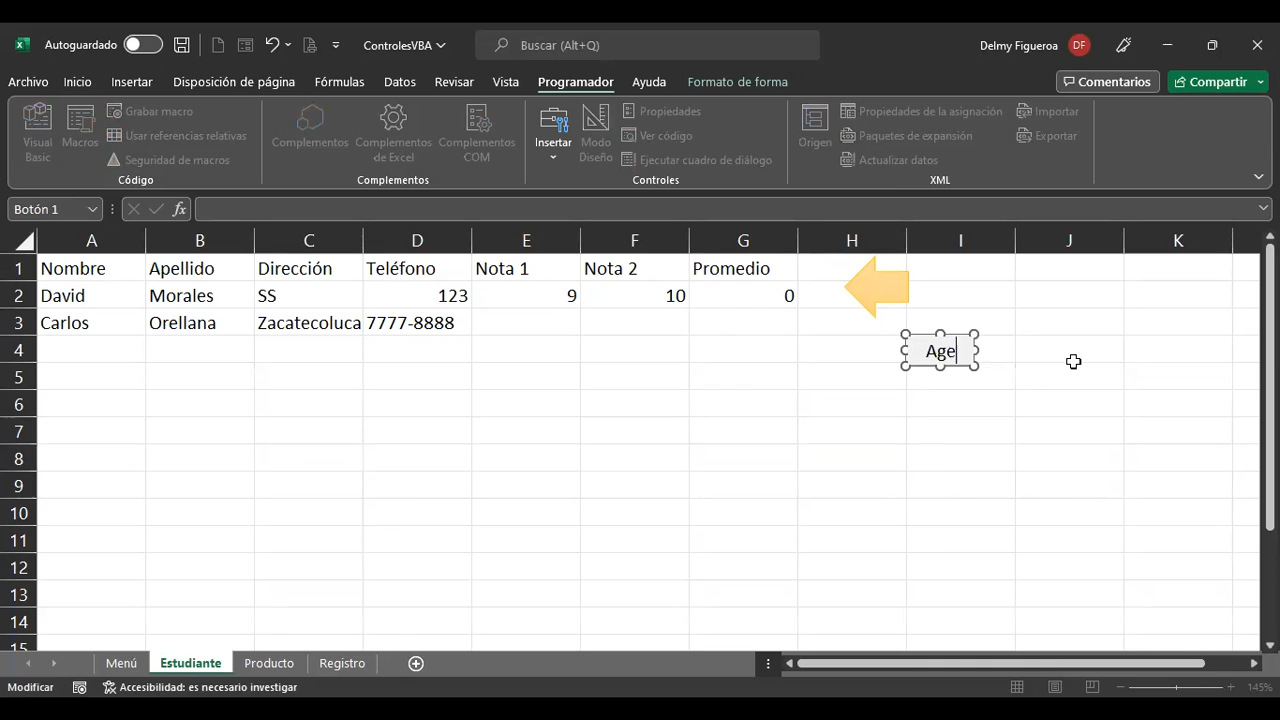 Autoguardado ControlesVBA Buscar (Alt+Q) Delmy Figueroa DF
Archivo Inicio Insertar Disposición de página Fórmulas Datos Revisar Vista Programador Ayuda Formato de forma Comentarios Compartir
Visual Basic
Macros
Grabar macro
Usar referencias relativas
Seguridad de macros
Código
Complementos
Complementos de Excel
Complementos COM
Complementos
Insertar
Modo Diseño
Propiedades
Ver código
Ejecutar cuadro de diálogo
Controles
Origen
Propiedades de la asignación
Paquetes de expansión
Actualizar datos
Importar
Exportar
XML
Botón 1 fx
A B C D E F G H I J K
1 Nombre Apellido Dirección Teléfono Nota 1 Nota 2 Promedio
2 David Morales SS 123 9 10 0
3 Carlos Orellana Zacatecoluca 7777-8888
4 Age
5
6
7
8
9
10
11
12
13
14
15
Menú Estudiante Producto Registro
Modificar Accesibilidad: es necesario investigar 145%